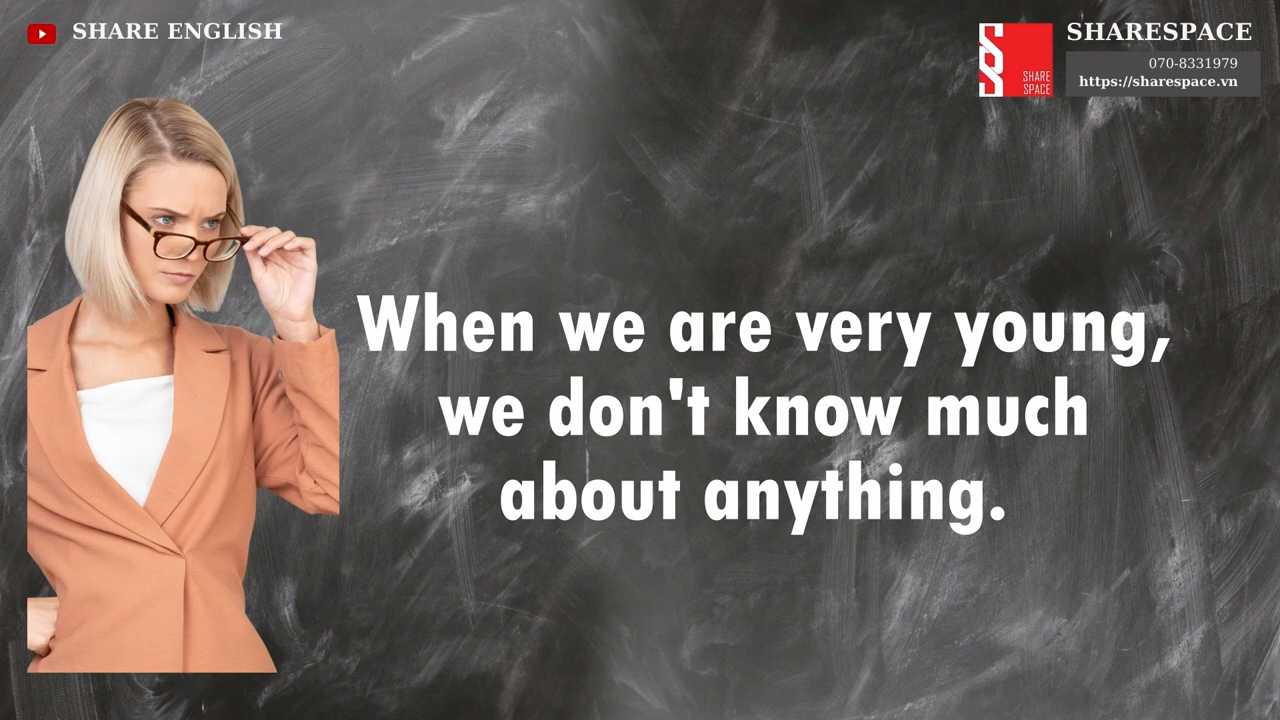 SHARE ENGLISH
SHARESPACE
070-8331979
https://sharespace.vn
SHARE
SPACE
When we are very young,
we don't know much
about anything.